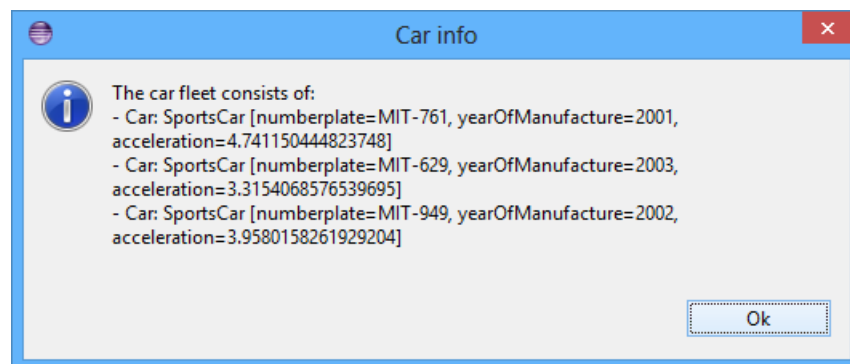 Car info
The car fleet consists of:
- Car: SportsCar [numberplate=MIT-761, yearOfManufacture=2001,
acceleration=4.741150444823748]
- Car: SportsCar [numberplate=MIT-629, yearOfManufacture=2003,
acceleration=3.3154068576539695]
- Car: SportsCar [numberplate=MIT-949, yearOfManufacture=2002,
acceleration=3.9580158261929204]
Ok